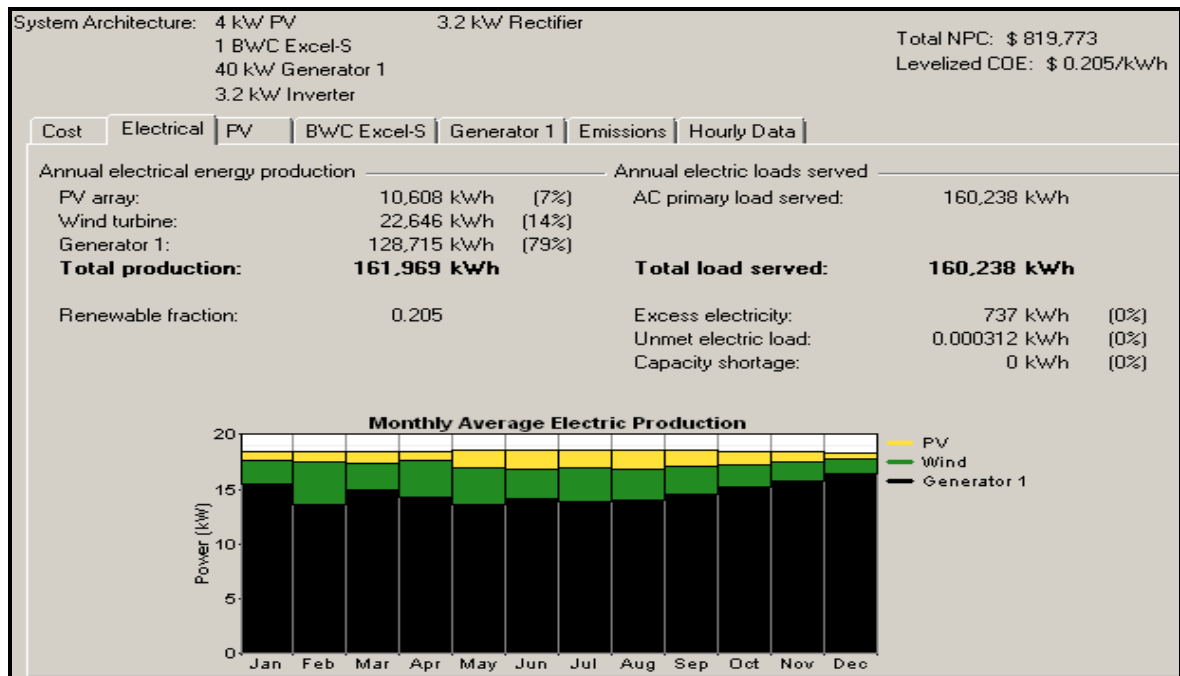 System Architecture: 4 kW PV 3.2 kW Rectifier
1 BWC Excel-S
40 kW Generator 1
3.2 kW Inverter
Total NPC: $ 819,773
Levelized COE: $ 0.205/kWh
Cost Electrical PV BWC Excel-S Generator 1 Emissions Hourly Data
Annual electrical energy production Annual electric loads served
PV array: 10,608 kWh (7%) AC primary load served: 160,238 kWh
Wind turbine: 22,646 kWh (14%)
Generator 1: 128,715 kWh (79%)
Total production: 161,969 kWh Total load served: 160,238 kWh
Renewable fraction: 0.205 Excess electricity: 737 kWh (0%)
Unmet electric load: 0.000312 kWh (0%)
Capacity shortage: 0 kWh (0%)
Monthly Average Electric Production
20
15
10
5
0
Power (kW)
PV
Wind
Generator 1
Jan Feb Mar Apr May Jun Jul Aug Sep Oct Nov Dec